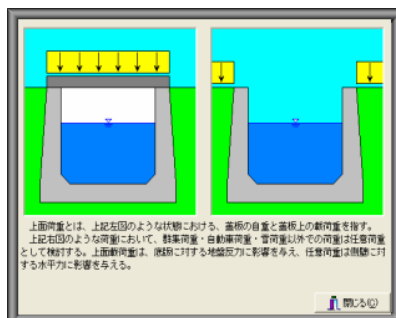 上面荷重とは、上記左図のような状態における、蓋版の自重と蓋版上の載荷重を指す。
上記右図のような荷重において、群集荷重・自動車荷重・雪荷重以外での荷重は任意荷重
として検討する。上面載荷重は、底版に対する地盤反力に影響を与え、任意荷重は側壁に対
する水平力に影響を与える。
閉じる(C)